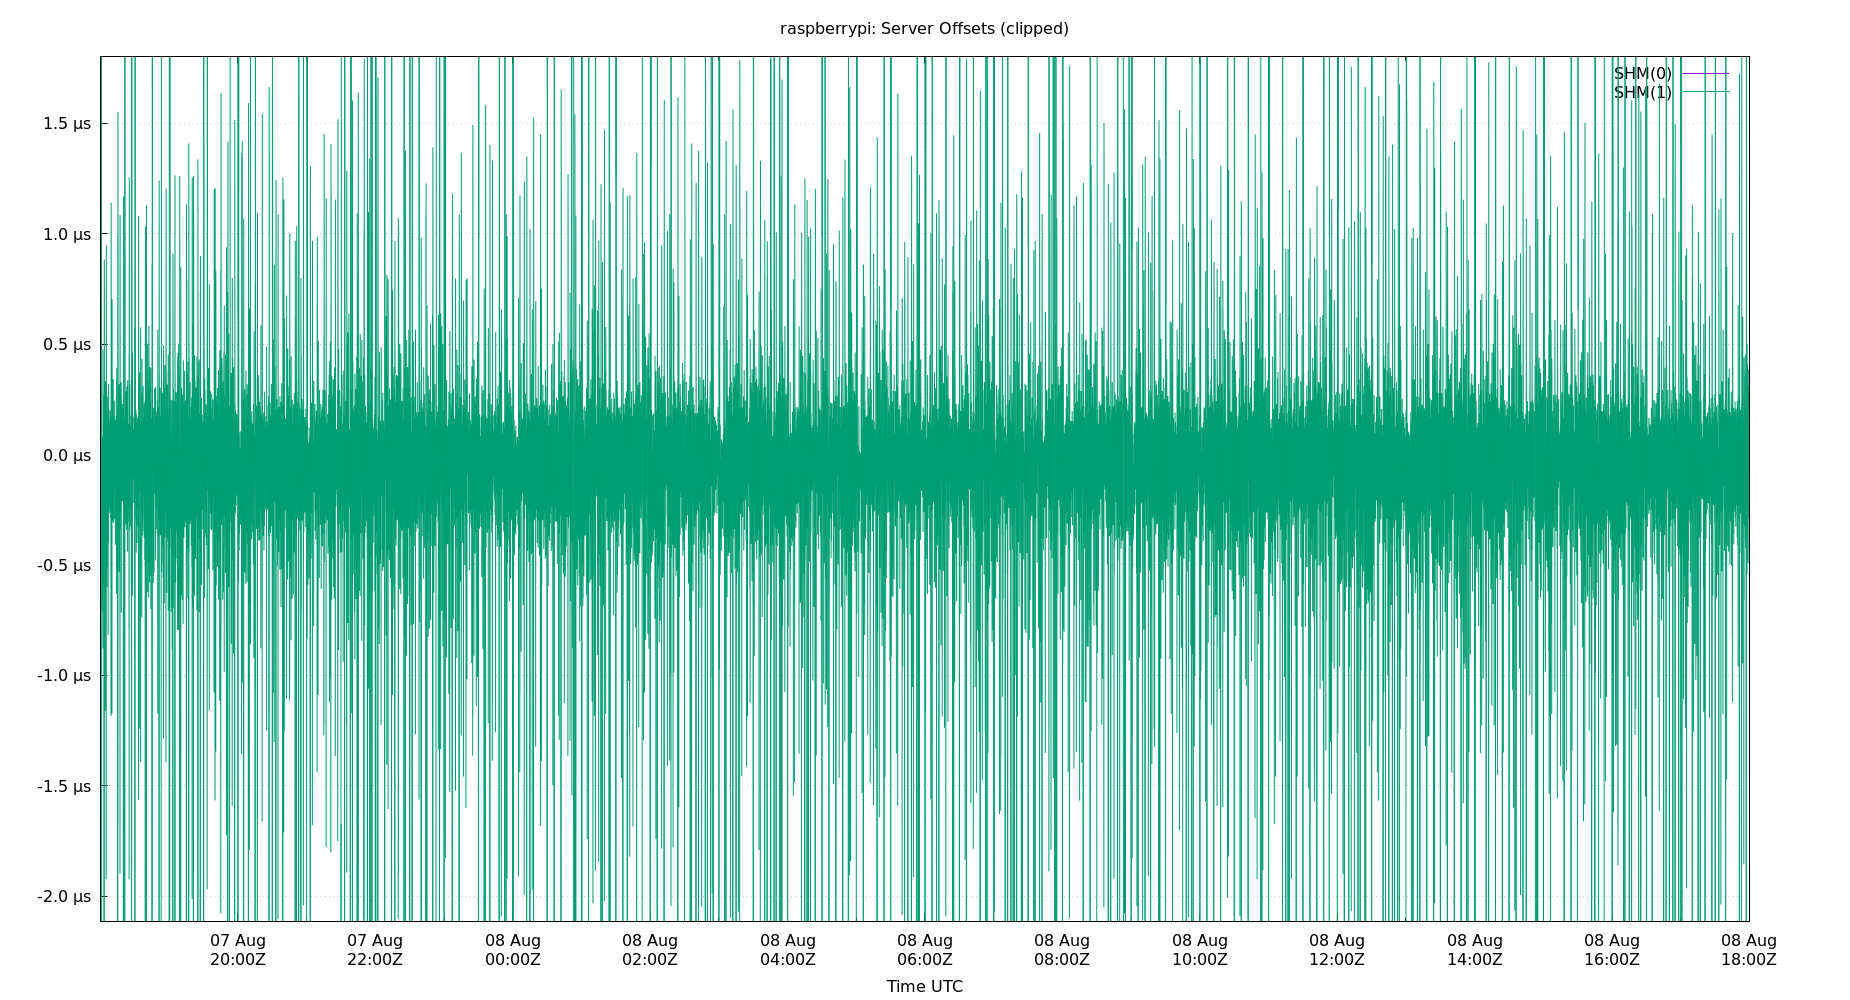 raspberrypi: Server Offsets (clipped)
SHM(0)
SHM(1)
1.5 µs
1.0 µs
0.5 µs
0.0 µs
-0.5 µs
-1.0 µs
-1.5 µs
-2.0 µs
07 Aug 07 Aug 08 Aug 08 Aug 08 Aug 08 Aug 08 Aug 08 Aug 08 Aug 08 Aug 08 Aug 08 Aug
20:00Z 22:00Z 00:00Z 02:00Z 04:00Z 06:00Z 08:00Z 10:00Z 12:00Z 14:00Z 16:00Z 18:00Z
Time UTC